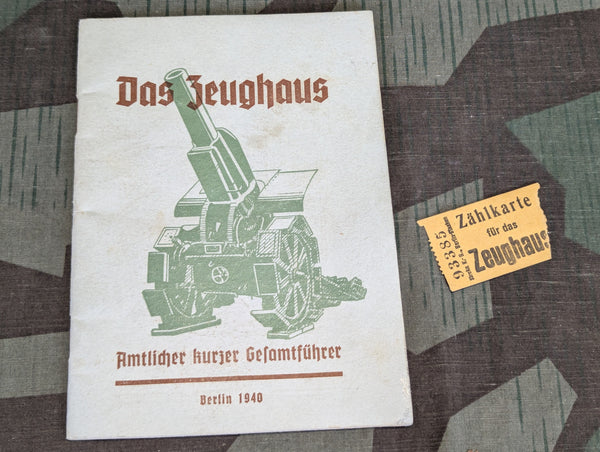 Das Zeughaus
Amtlicher kurzer Gesamtführer
Berlin 1940
Zählkarte
für das
Zeughaus
93385